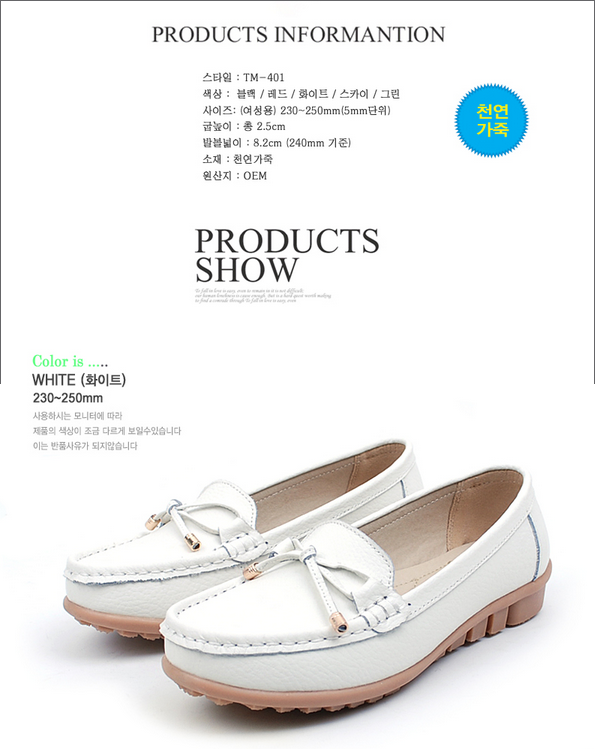 PRODUCTS INFORMANTION
스타일 : TM-401
색상 : 블랙 / 레드 / 화이트 / 스카이 / 그린
사이즈: (여성용) 230~250mm(5mm단위)
굽높이 : 총 2.5cm
발볼넓이 : 8.2cm (240mm 기준)
소재 : 천연가죽
원산지 : OEM
천연
가죽
PRODUCTS
SHOW
Color is .....
WHITE (화이트)
230~250mm
사용하시는 모니터에 따라
제품의 색상이 조금 다르게 보일수있습니다
이는 반품사유가 되지않습니다